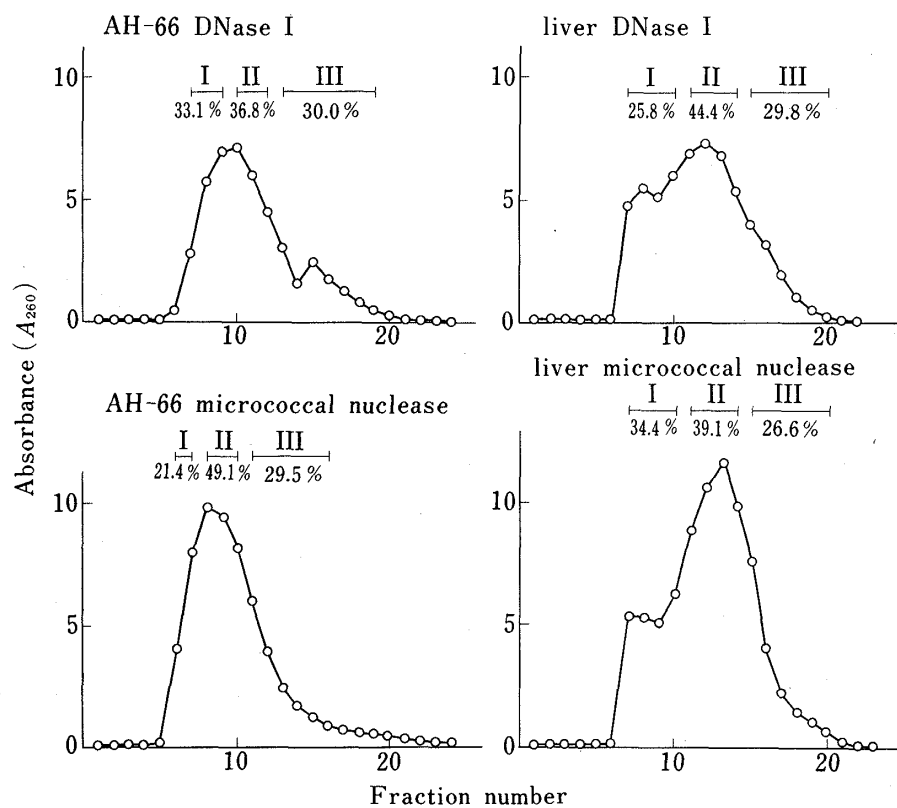 AH-66 DNase I
10
I II III
33.1 % 36.8 % 30.0 %
5
0
10 20
liver DNase I
10
I II III
25.8 % 44.4 % 29.8 %
5
0
10 20
AH-66 micrococcal nuclease
I II III
21.4 % 49.1 % 29.5 %
10
5
0
10 20
liver micrococcal nuclease
I II III
34.4 % 39.1 % 26.6 %
10
5
0
10 20
Absorbance (A260)
Fraction number